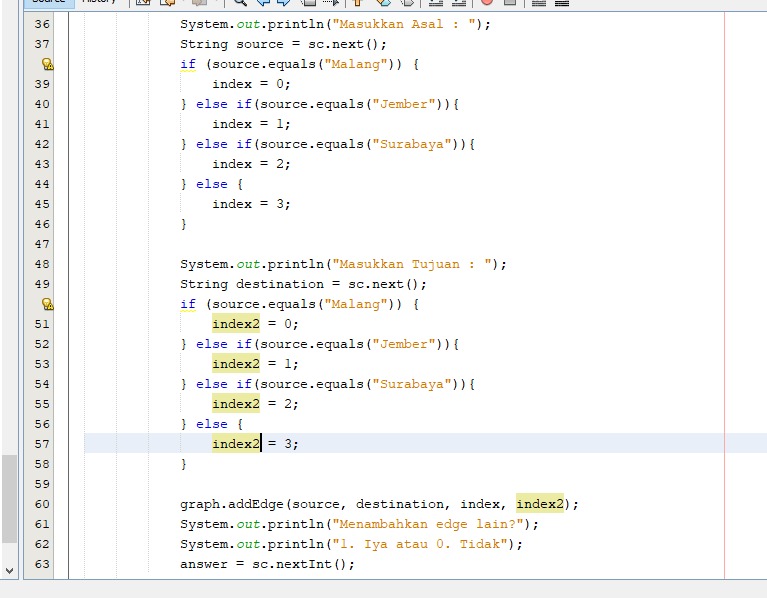 Source History
36 System.out.println("Masukkan Asal : ");
37 String source = sc.next();
if (source.equals("Malang")) {
39 index = 0;
40 } else if(source.equals("Jember")){
41 index = 1;
42 } else if(source.equals("Surabaya")){
43 index = 2;
44 } else {
45 index = 3;
46 }
47
48 System.out.println("Masukkan Tujuan : ");
49 String destination = sc.next();
if (source.equals("Malang")) {
51 index2 = 0;
52 } else if(source.equals("Jember")){
53 index2 = 1;
54 } else if(source.equals("Surabaya")){
55 index2 = 2;
56 } else {
57 index2 = 3;
58 }
59
60 graph.addEdge(source, destination, index, index2);
61 System.out.println("Menambahkan edge lain?");
62 System.out.println("1. Iya atau 0. Tidak");
63 answer = sc.nextInt();